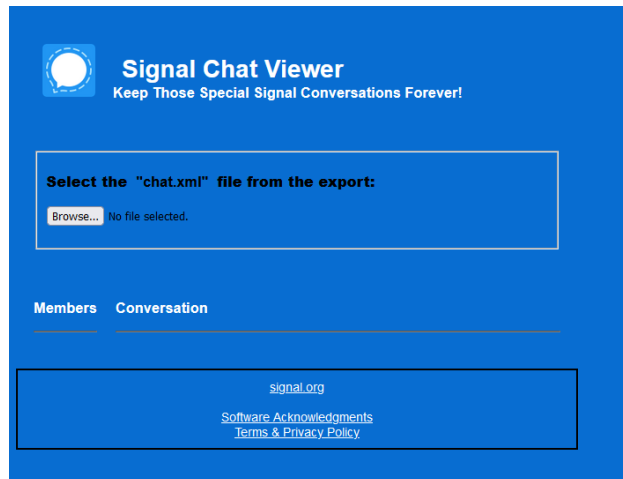 Signal Chat Viewer
Keep Those Special Signal Conversations Forever!
Select the "chat.xml" file from the export:
Browse... No file selected.
Members Conversation
signal.org
Software Acknowledgments
Terms & Privacy Policy